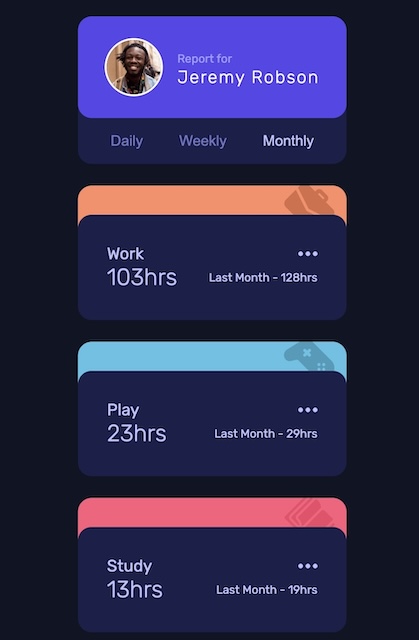 Report for
Jeremy Robson
Daily Weekly Monthly
Work
103hrs Last Month - 128hrs
Play
23hrs Last Month - 29hrs
Study
13hrs Last Month - 19hrs